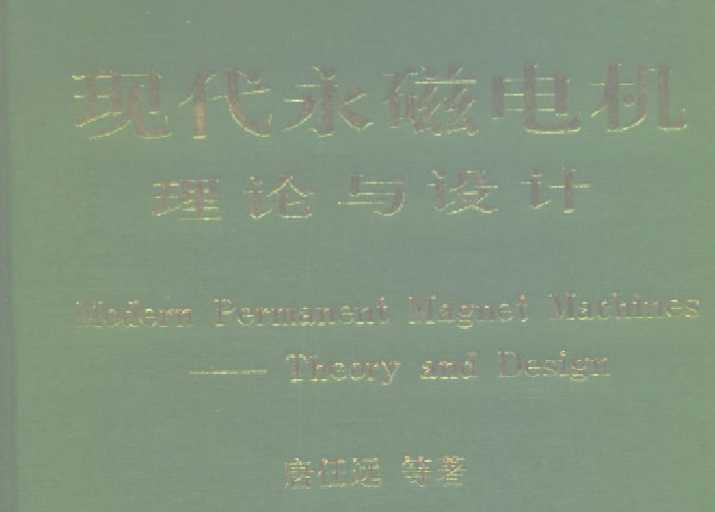 现代永磁电机
理论与设计
Modern Permanent Magnet Machines
—— Theory and Design
唐任远 等著